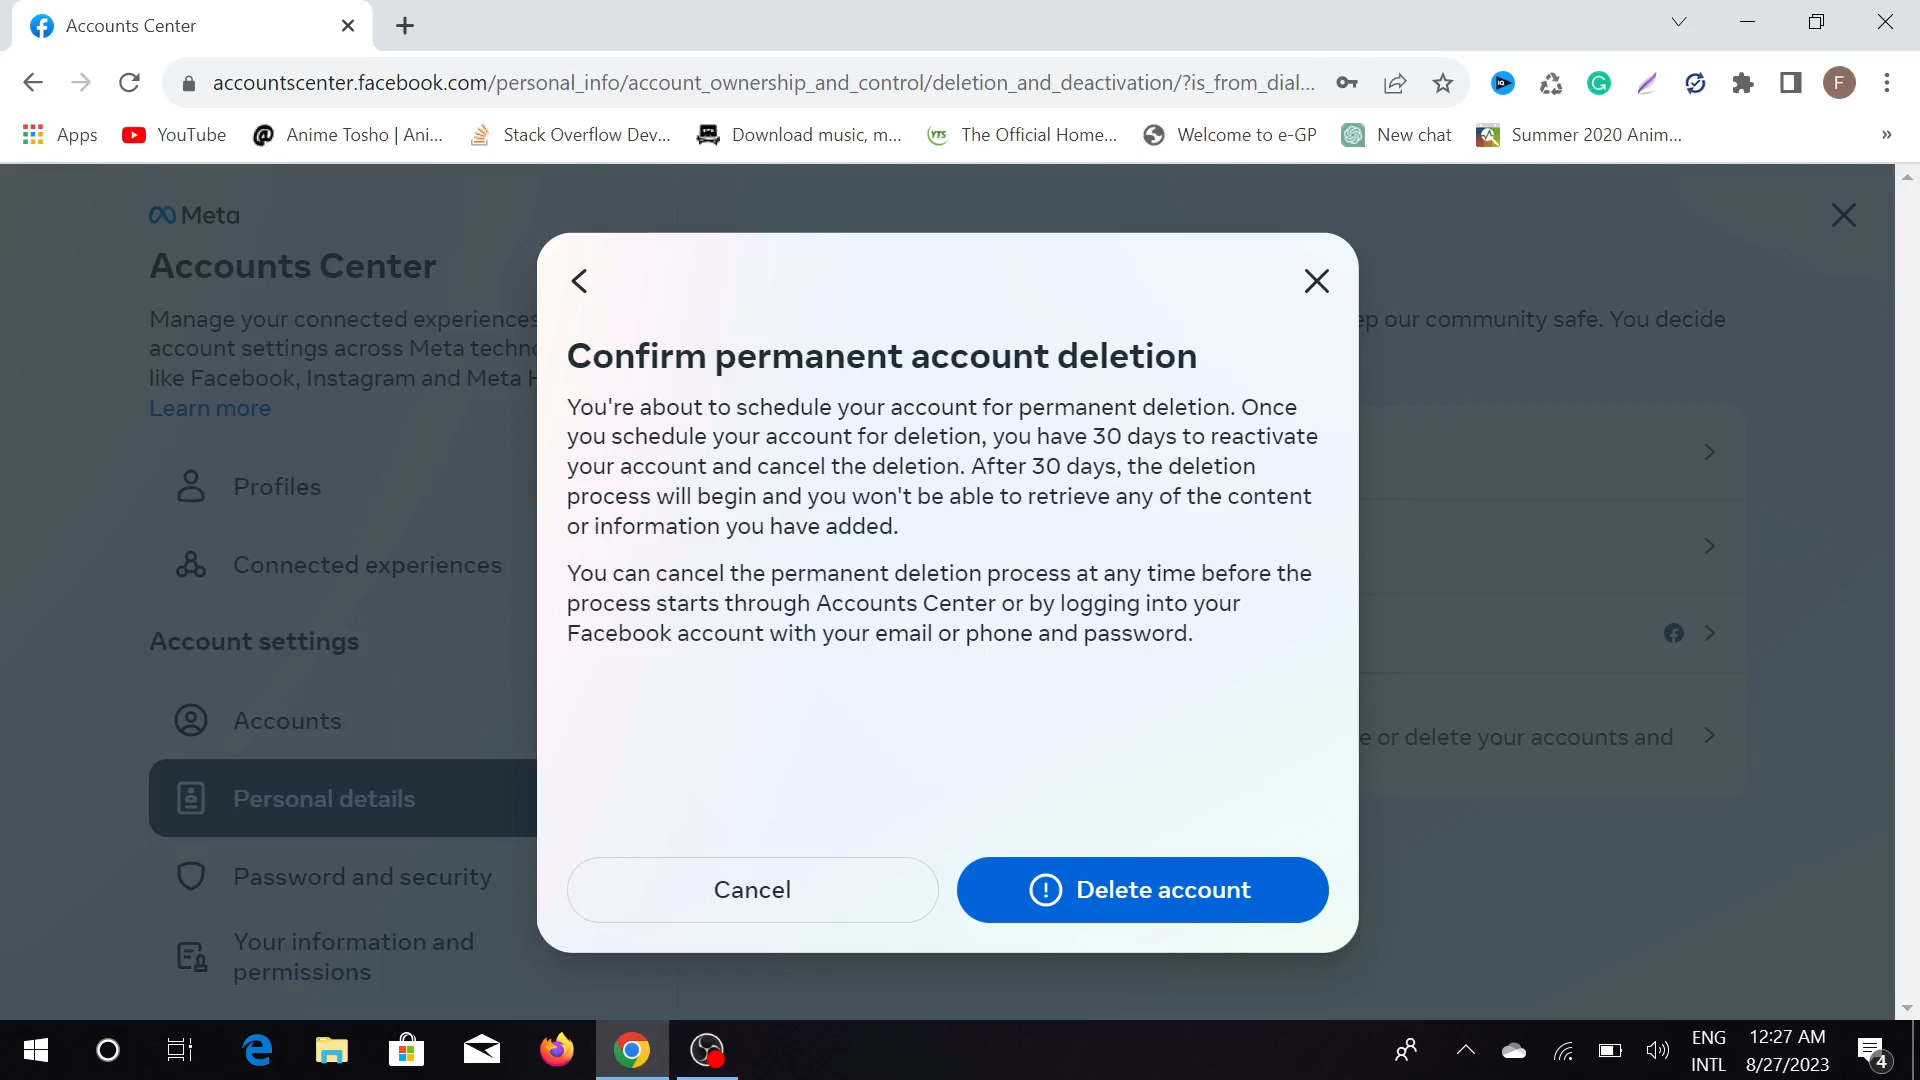 Accounts Center
accountscenter.facebook.com/personal_info/account_ownership_and_control/deletion_and_deactivation/?is_from_dial...
F
Apps
YouTube
Anime Tosho | Ani...
Stack Overflow Dev...
Download music, m...
The Official Home...
Welcome to e-GP
New chat
Summer 2020 Anim...
»
Meta
Accounts Center
Manage your connected experiences
account settings across Meta techno
like Facebook, Instagram and Meta H
Learn more
Profiles
Connected experiences
Account settings
Accounts
Personal details
Password and security
Your information and
permissions
Confirm permanent account deletion
You're about to schedule your account for permanent deletion. Once
you schedule your account for deletion, you have 30 days to reactivate
your account and cancel the deletion. After 30 days, the deletion
process will begin and you won't be able to retrieve any of the content
or information you have added.
You can cancel the permanent deletion process at any time before the
process starts through Accounts Center or by logging into your
Facebook account with your email or phone and password.
Cancel
Delete account
ep our community safe. You decide
e or delete your accounts and
ENG
INTL
12:27 AM
8/27/2023
4